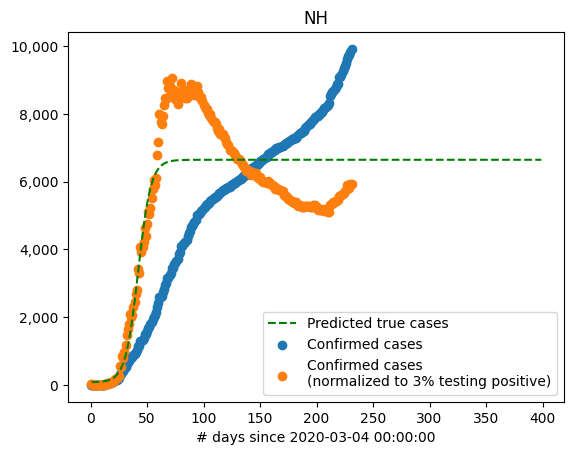 NH
10,000
8,000
6,000
4,000
2,000
0
0 50 100 150 200 250 300 350 400
# days since 2020-03-04 00:00:00
Predicted true cases
Confirmed cases
Confirmed cases
(normalized to 3% testing positive)